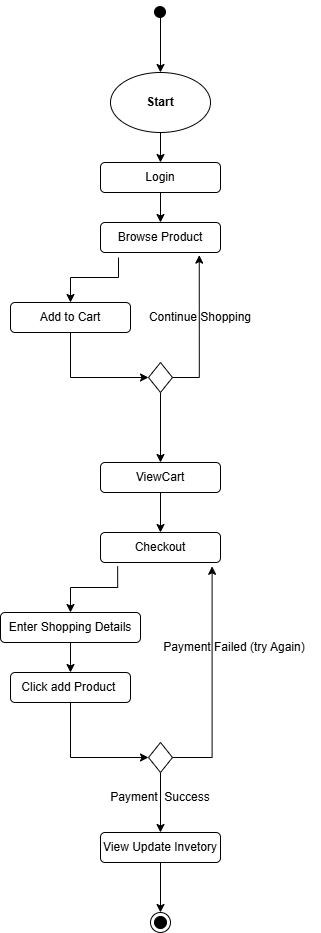 Start
Login
Browse Product
Add to Cart
Continue Shopping
ViewCart
Checkout
Enter Shopping Details
Payment Failed (try Again)
Click add Product
Payment Success
View Update Invetory